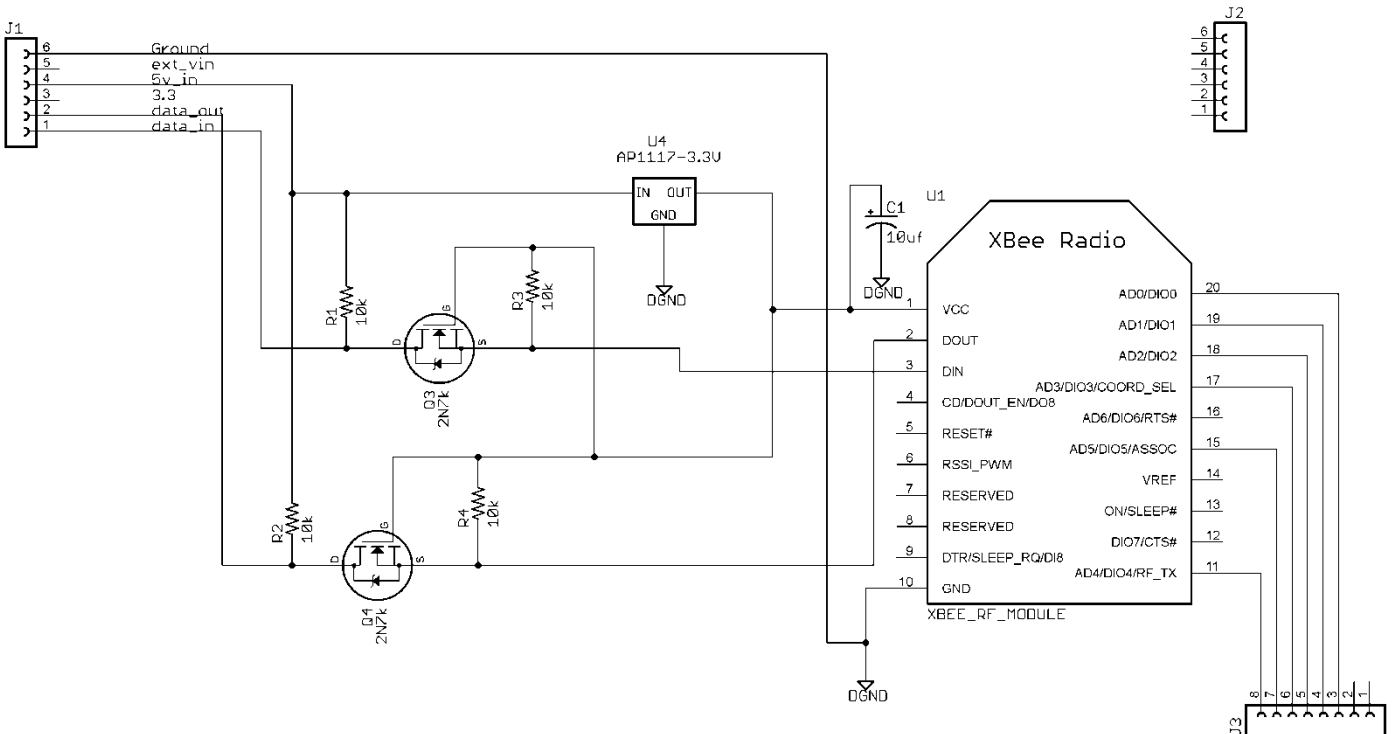 J1
6 Ground
5 ext_vin
4 5v_in
3 3.3
2 data_out
1 data_in
J2
6
5
4
3
2
1
U4
AP1117-3.3V
IN OUT
GND
DGND
C1
+
10uf
DGND
R1
10k
R3
10k
G
D
S
Q3
2N7k
R2
10k
R4
10k
G
D
S
Q4
2N7k
U1
XBee Radio
1 VCC
2 DOUT
3 DIN
4 CD/DOUT_EN/DO8
5 RESET#
6 RSSI_PWM
7 RESERVED
8 RESERVED
9 DTR/SLEEP_RQ/DI8
10 GND
AD0/DIO0 20
AD1/DIO1 19
AD2/DIO2 18
AD3/DIO3/COORD_SEL 17
AD6/DIO6/RTS# 16
AD5/DIO5/ASSOC 15
VREF 14
ON/SLEEP# 13
DIO7/CTS# 12
AD4/DIO4/RF_TX 11
XBEE_RF_MODULE
DGND
8 7 6 5 4 3 2 1
J3